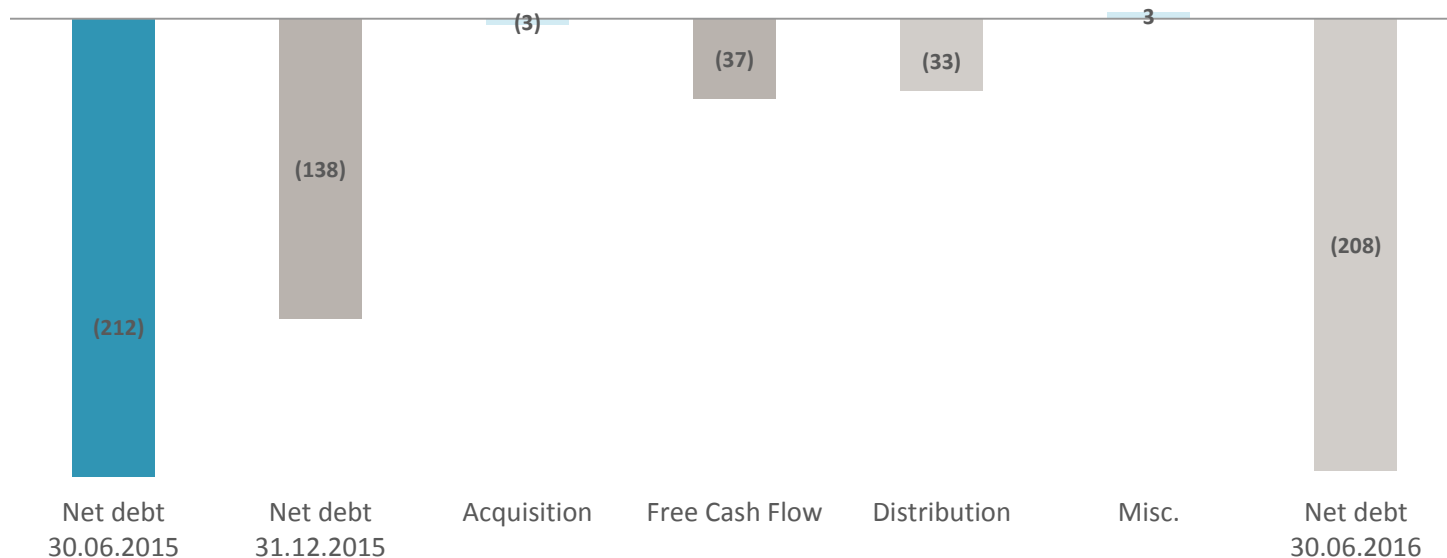 (3)
3
(37)
(33)
(138)
(208)
(212)
Net debt
30.06.2015
Net debt
31.12.2015
Acquisition
Free Cash Flow
Distribution
Misc.
Net debt
30.06.2016